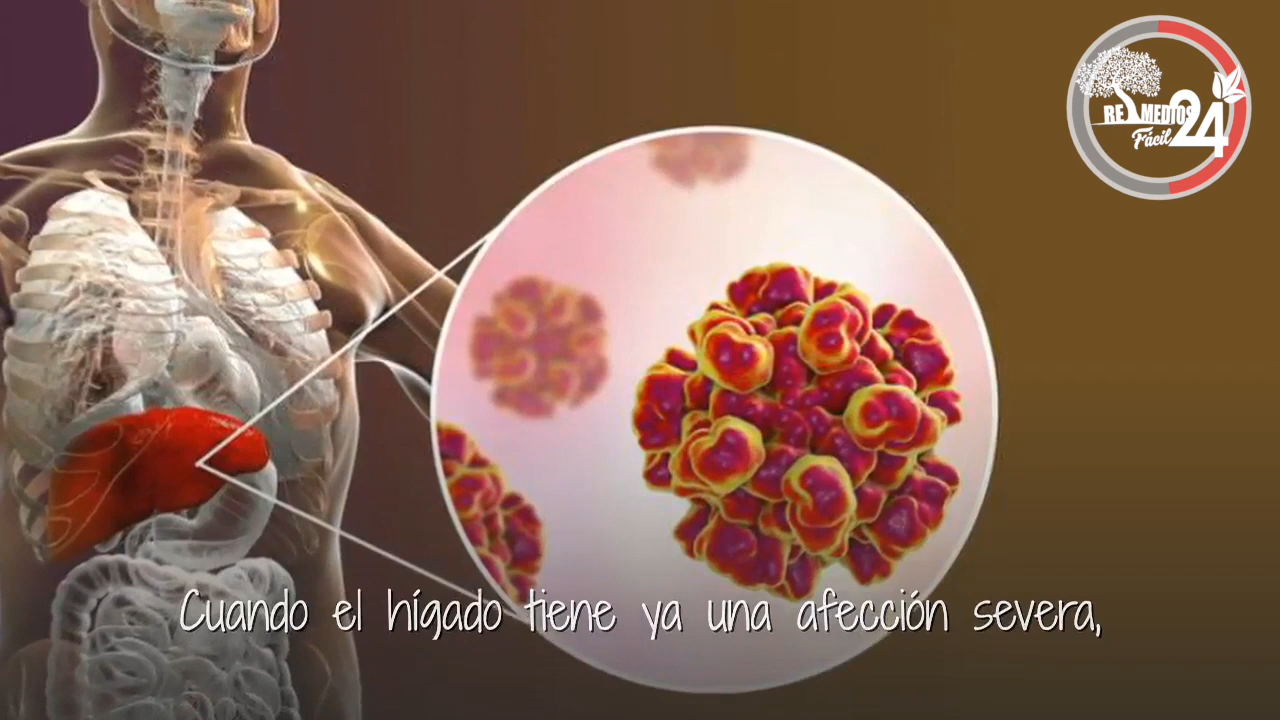 REMEDIOS
Fácil 24
Cuando el hígado tiene ya una afección severa,